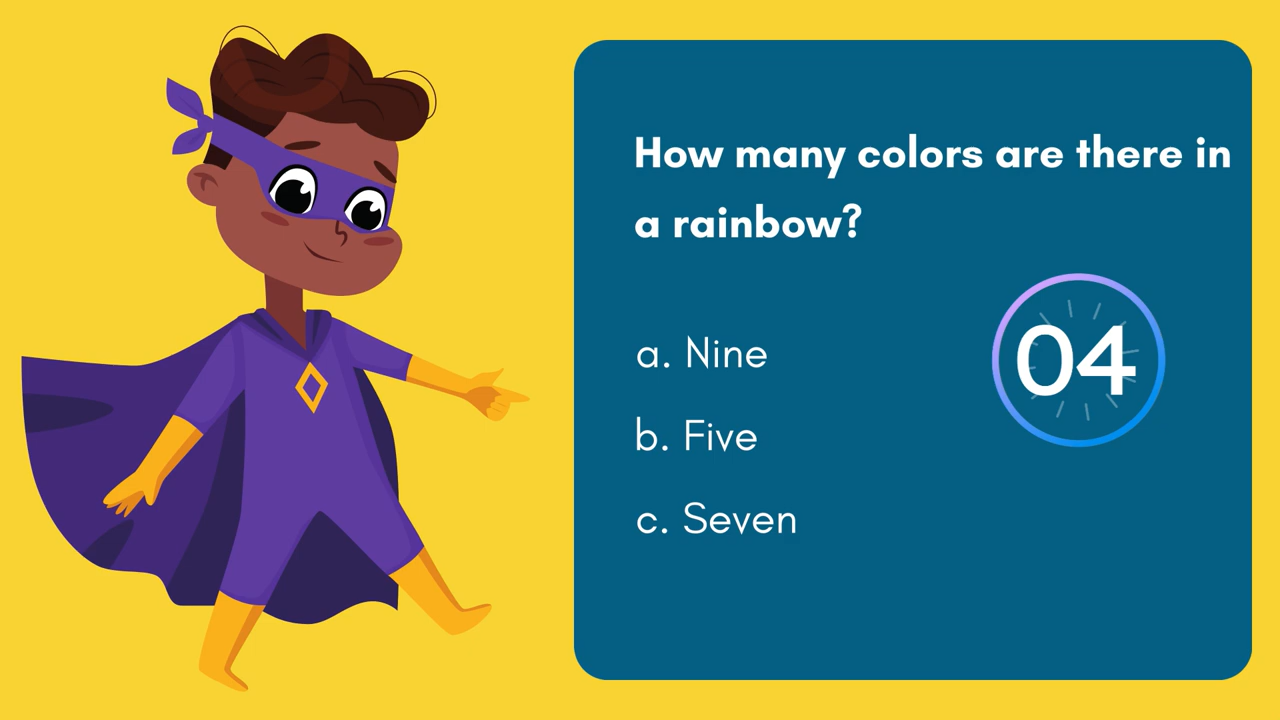 How many colors are there in
a rainbow?
a. Nine
04
b. Five
c. Seven